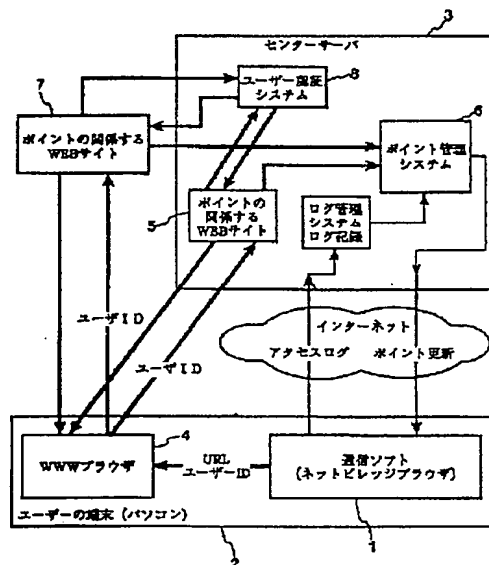 3
センターサーバ
7
ユーザー認証
システム
8
6
ポイントの関係する
WEBサイト
ポイント管理
システム
ポイントの
関係する
WEBサイト
5
ログ管理
システム
ログ記録
ユーザID
ユーザID
インターネット
アクセスログ
ポイント更新
4
WWWブラウザ
URL
ユーザーID
通信ソフト
(ネットビレッジブラウザ)
ユーザーの端末(パソコン)
1
2